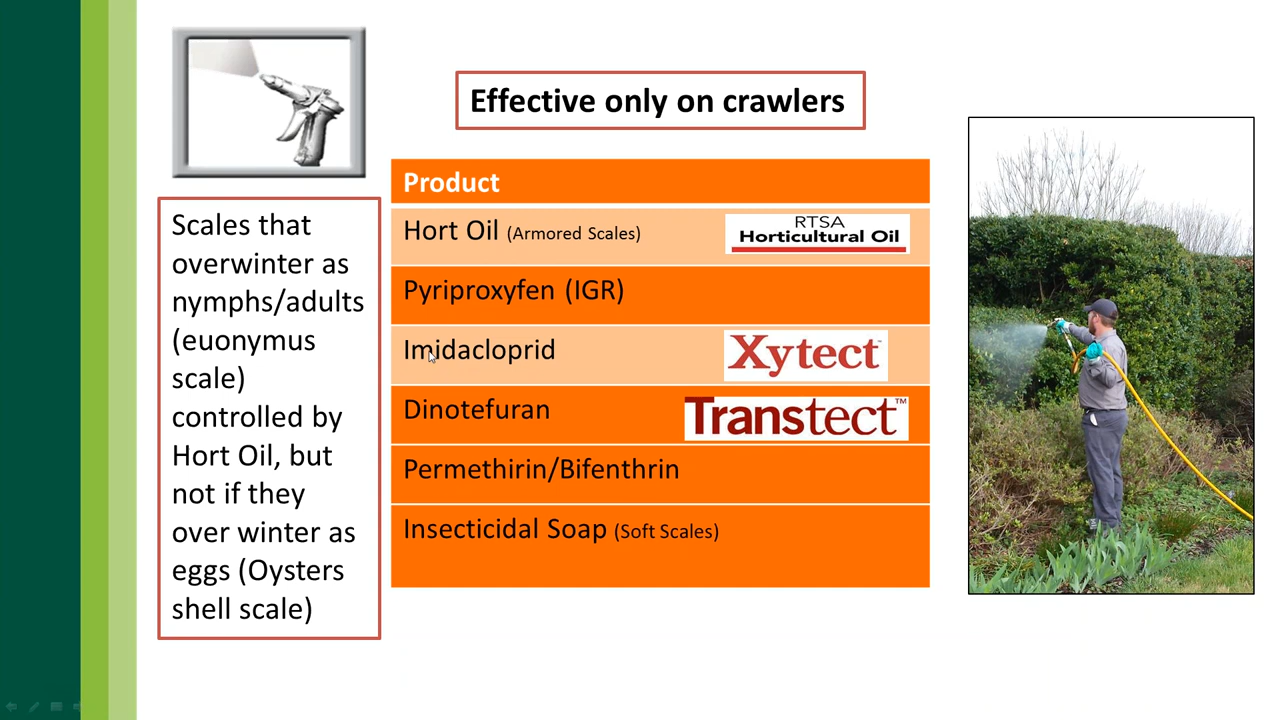 Effective only on crawlers
Scales that
overwinter as
nymphs/adults
(euonymus
scale)
controlled by
Hort Oil, but
not if they
over winter as
eggs (Oysters
shell scale)
Product
Hort Oil (Armored Scales)
RTSA
Horticultural Oil
Pyriproxyfen (IGR)
Imidacloprid
Xytect™
Dinotefuran
Transtect™
Permethirin/Bifenthrin
Insecticidal Soap (Soft Scales)